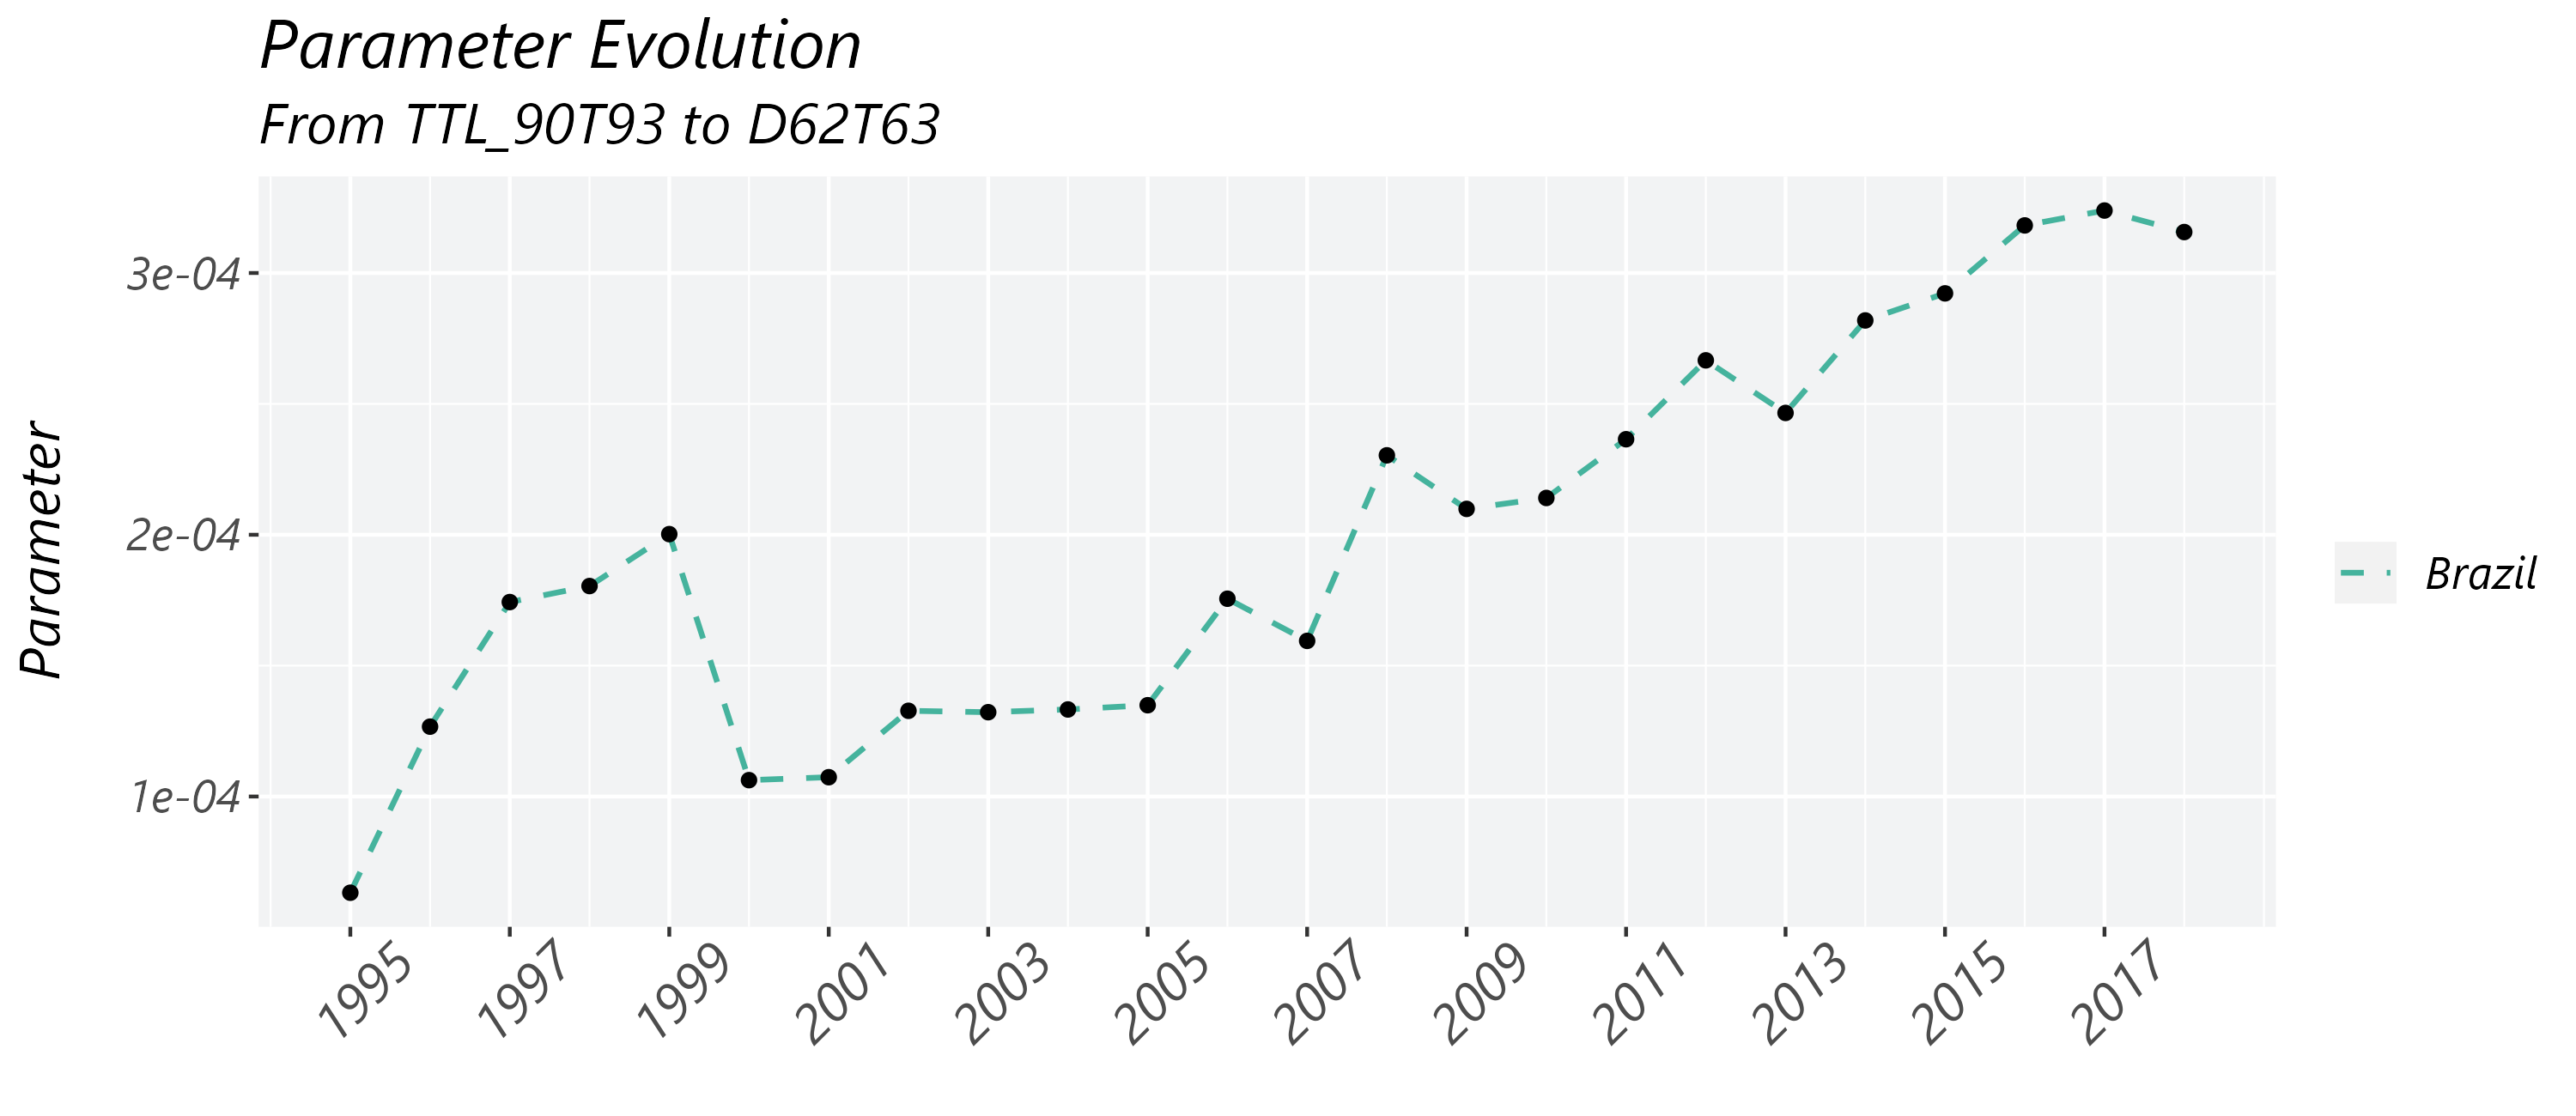 Parameter Evolution
From TTL_90T93 to D62T63
Parameter
3e-04
2e-04
1e-04
1995
1997
1999
2001
2003
2005
2007
2009
2011
2013
2015
2017
Brazil